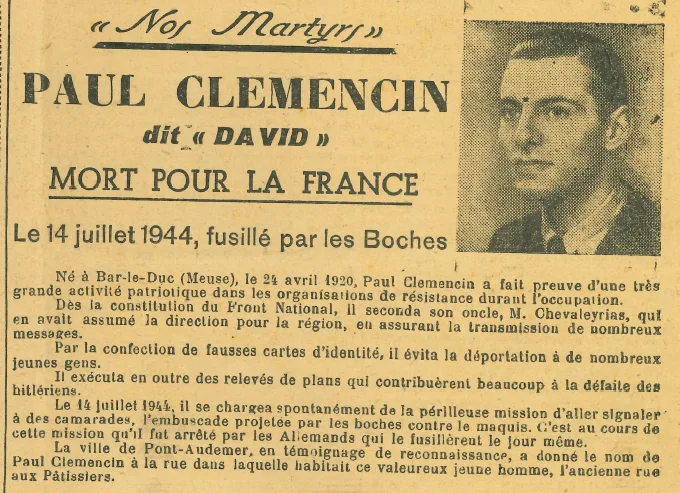 « Nos Martyrs »
PAUL CLEMENCIN
dit « DAVID »
MORT POUR LA FRANCE
Le 14 juillet 1944, fusillé par les Boches
Né à Bar-le-Duc (Meuse), le 24 avril 1920, Paul Clemencin a fait preuve d'une très
grande activité patriotique dans les organisations de résistance durant l'occupation.
Dès la constitution du Front National, il seconda son oncle, M. Chevaleyrias, qui
en avait assumé la direction pour la région, en assurant la transmission de nombreux
messages.
Par la confection de fausses cartes d'identité, il évita la déportation à de nombreux
jeunes gens.
Il exécuta en outre des relevés de plans qui contribuèrent beaucoup à la défaite des
hitlériens.
Le 14 juillet 1944, il se chargea spontanément de la périlleuse mission d'aller signaler
à des camarades, l'embuscade projetée par les boches contre le maquis. C'est au cours de
cette mission qu'il fut arrêté par les Allemands qui le fusillèrent le jour même.
La ville de Pont-Audemer, en témoignage de reconnaissance, a donné le nom de
Paul Clemencin à la rue dans laquelle habitait ce valeureux jeune homme, l'ancienne rue
aux Pâtissiers.